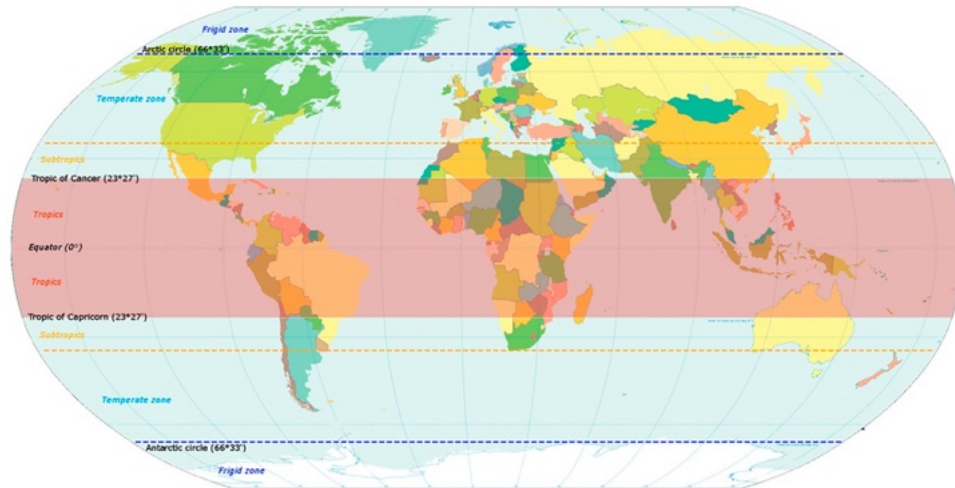 Frigid zone
Arctic circle (66°33')
Temperate zone
Subtropics
Tropic of Cancer (23°27')
Tropics
Equator (0°)
Tropics
Tropic of Capricorn (23°27')
Subtropics
Temperate zone
Antarctic circle (66°33')
Frigid zone